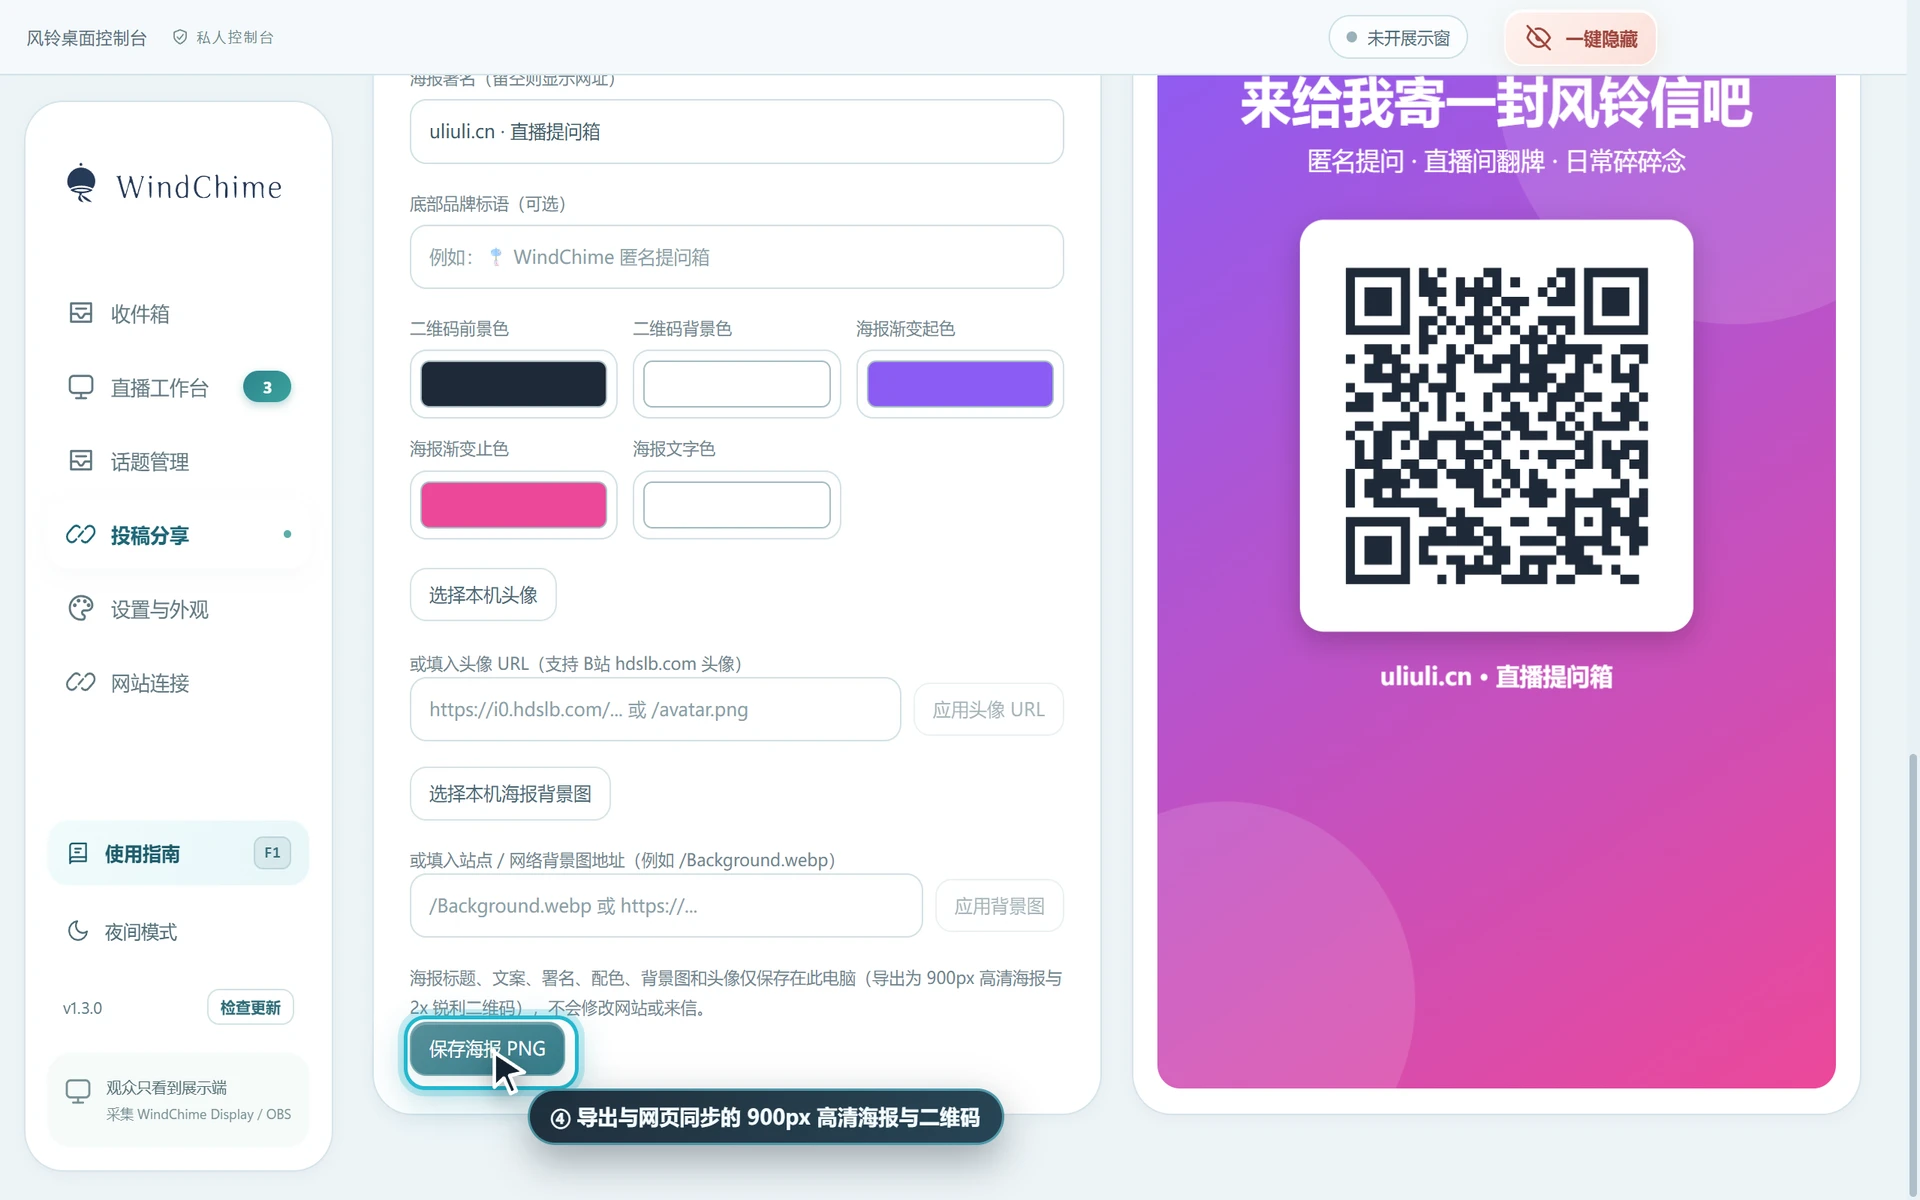 风铃桌面控制台
私人控制台
未开展示窗
一键隐藏
WindChime
收件箱
直播工作台
3
话题管理
投稿分享
设置与外观
网站连接
使用指南
F1
夜间模式
v1.3.0
检查更新
观众只看到展示端
采集 WindChime Display / OBS
海报署名（留空则显示网址）
uliuli.cn · 直播提问箱
底部品牌标语（可选）
例如： WindChime 匿名提问箱
二维码前景色
二维码背景色
海报渐变起色
海报渐变止色
海报文字色
选择本机头像
或填入头像 URL（支持 B站 hdslb.com 头像）
https://i0.hdslb.com/... 或 /avatar.png
应用头像 URL
选择本机海报背景图
或填入站点 / 网络背景图地址（例如 /Background.webp）
/Background.webp 或 https://...
应用背景图
海报标题、文案、署名、配色、背景图和头像仅保存在此电脑（导出为 900px 高清海报与
2x 锐利二维码），不会修改网站或来信。
保存海报 PNG
④ 导出与网页同步的 900px 高清海报与二维码
来给我寄一封风铃信吧
匿名提问 · 直播间翻牌 · 日常碎碎念
uliuli.cn • 直播提问箱